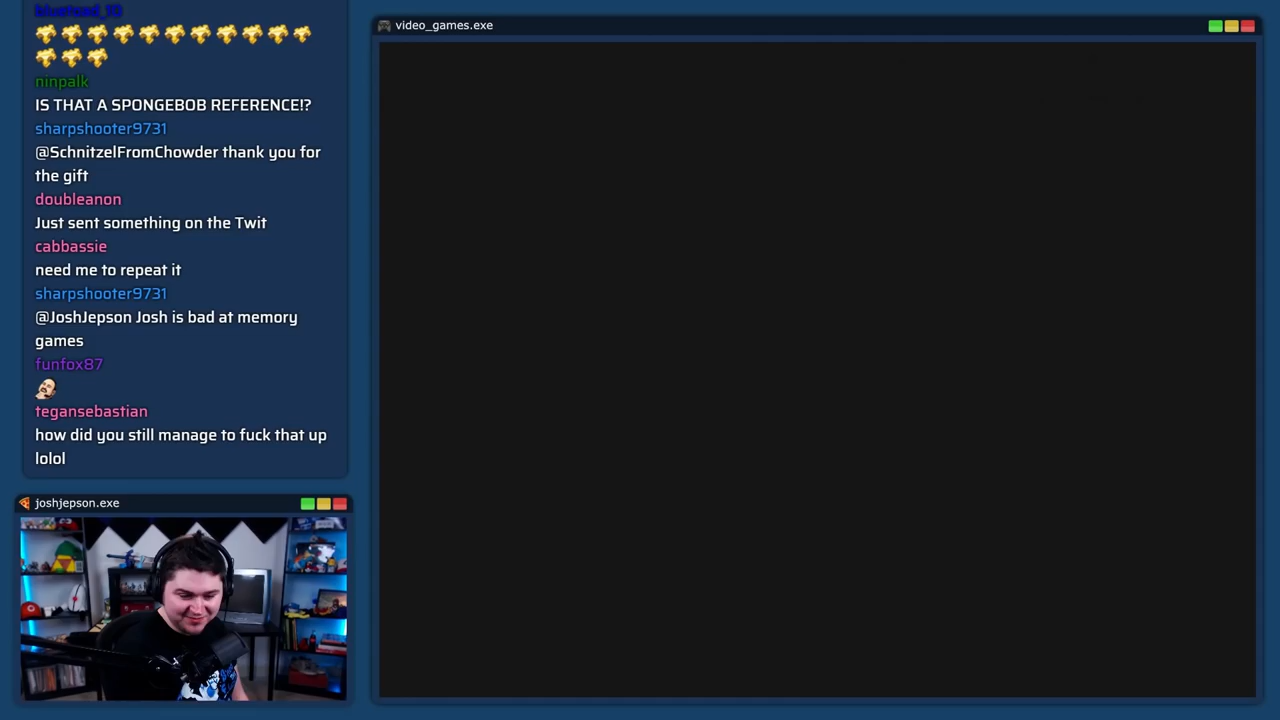 video_games.exe
ninpalk
IS THAT A SPONGEBOB REFERENCE!?
sharpshooter9731
@SchnitzelFromChowder thank you for
the gift
doubleanon
Just sent something on the Twit
cabbassie
need me to repeat it
sharpshooter9731
@JoshJepson Josh is bad at memory
games
funfox87
tegansebastian
how did you still manage to fuck that up
lolol
joshjepson.exe